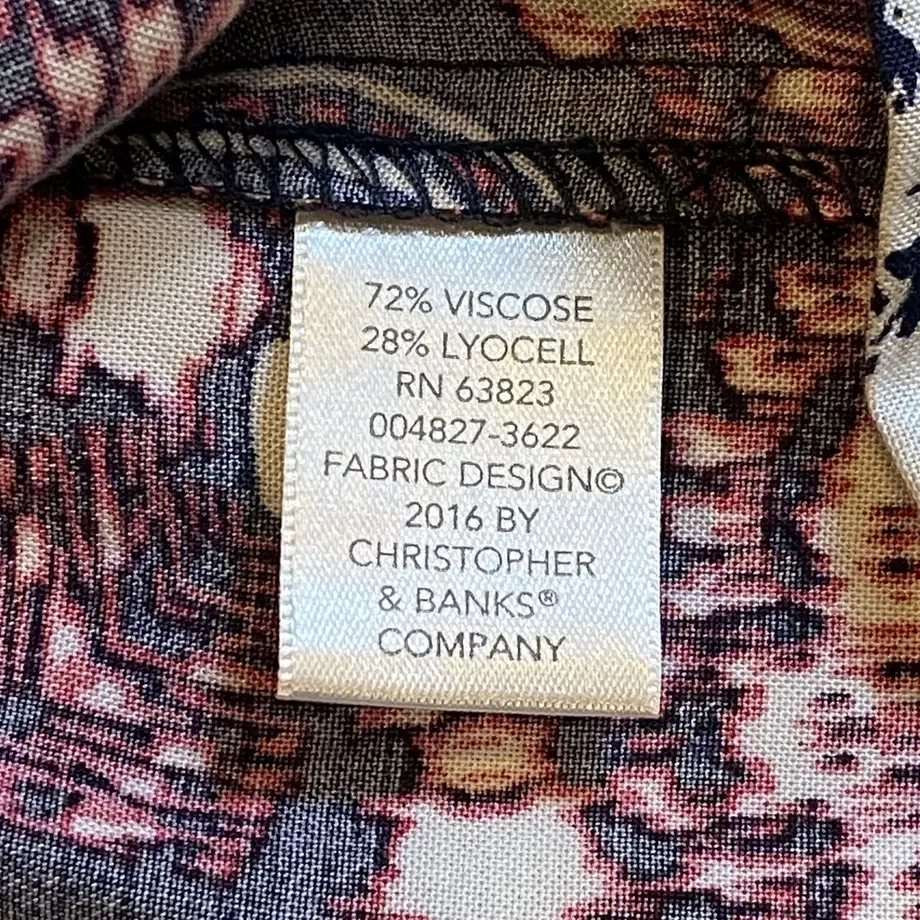 72% VISCOSE
28% LYOCELL
RN 63823
004827-3622
FABRIC DESIGN©
2016 BY
CHRISTOPHER
& BANKS®
COMPANY